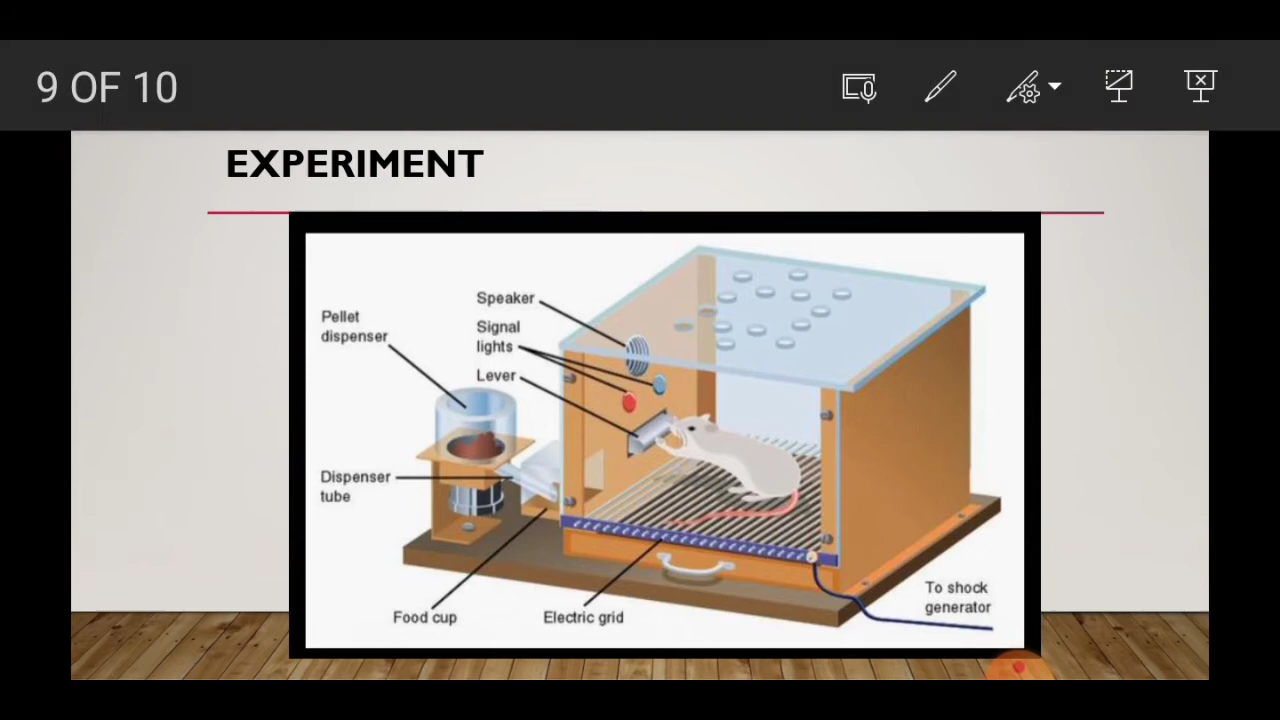 9 OF 10
EXPERIMENT
Speaker
Pellet
dispenser
Signal
lights
Lever
Dispenser
tube
To shock
generator
Food cup
Electric grid